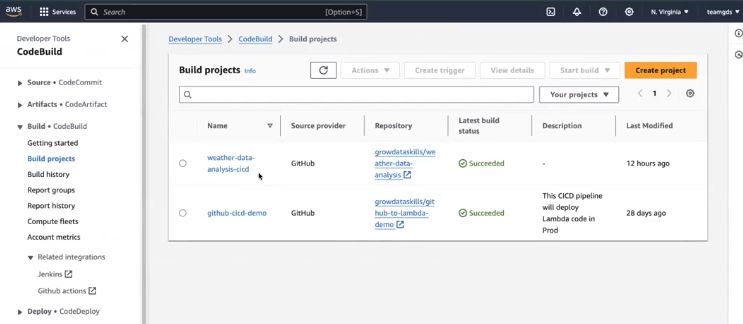 aws
Services
Search
[Option+S]
N. Virginia
teamgds
Developer Tools
CodeBuild
Source • CodeCommit
Artifacts • CodeArtifact
Build • CodeBuild
Getting started
Build projects
Build history
Report groups
Report history
Compute fleets
Account metrics
Related integrations
Jenkins
Github actions
Deploy • CodeDeploy
Developer Tools > CodeBuild > Build projects
Build projects Info
Actions
Create trigger
View details
Start build
Create project
Your projects
1
Name
Source provider
Repository
Latest build
status
Description
Last Modified
weather-data-
analysis-cicd
GitHub
growdataskills/we
ather-data-
analysis
Succeeded
-
12 hours ago
github-cicd-demo
GitHub
growdataskills/git
hub-to-lambda-
demo
Succeeded
This CICD pipeline
will deploy
Lambda code in
Prod
28 days ago